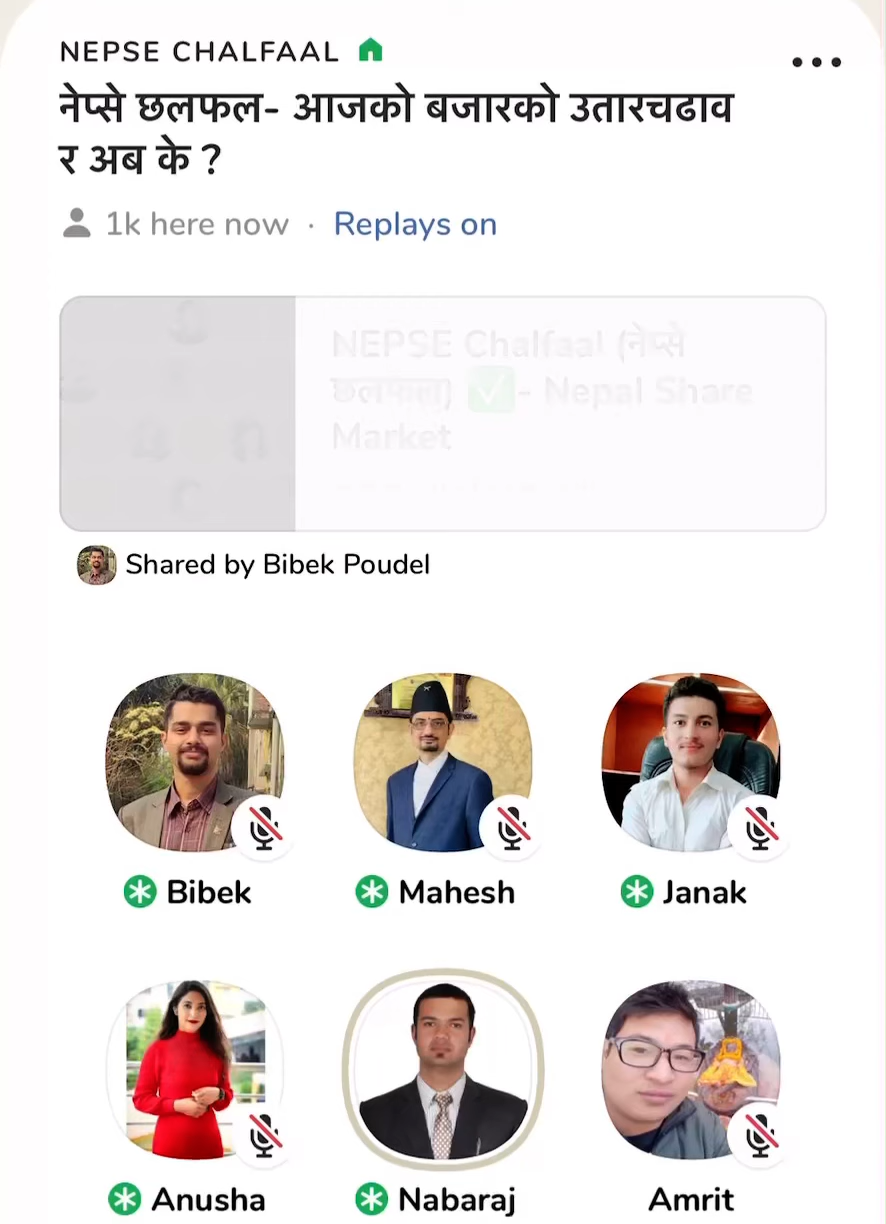 NEPSE CHALFAAL
नेप्से छलफल- आजको बजारको उतारचढाव
र अब के ?
1k here now · Replays on
NEPSE Chalfaal (नेप्से
छलफाल) ✅- Nepal Share
Market
Shared by Bibek Poudel
Bibek Mahesh Janak
Anusha Nabaraj Amrit